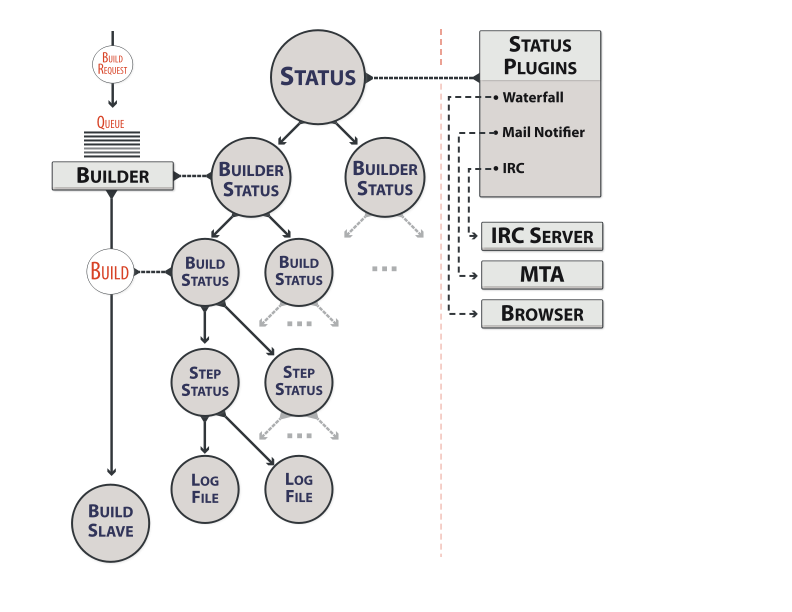 Build
Request
Queue
Builder
Build
Build
Slave
Status
Builder
Status
Builder
Status
Build
Status
Build
Status
Step
Status
Step
Status
Log
File
Log
File
Status
Plugins
• Waterfall
• Mail Notifier
• IRC
IRC Server
MTA
Browser